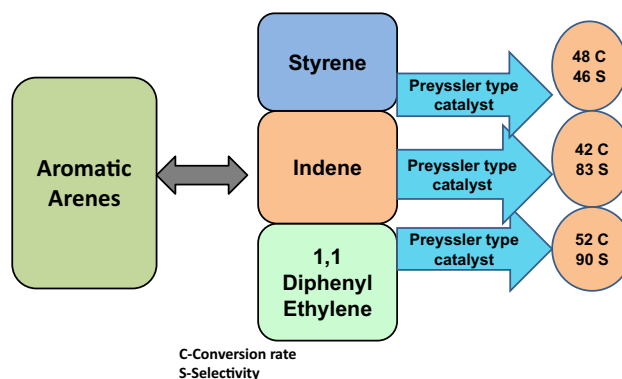 Styrene
Preyssler type
catalyst
48 C
46 S
Aromatic
Arenes
Indene
Preyssler type
catalyst
42 C
83 S
1,1
Diphenyl
Ethylene
Preyssler type
catalyst
52 C
90 S
C-Conversion rate
S-Selectivity